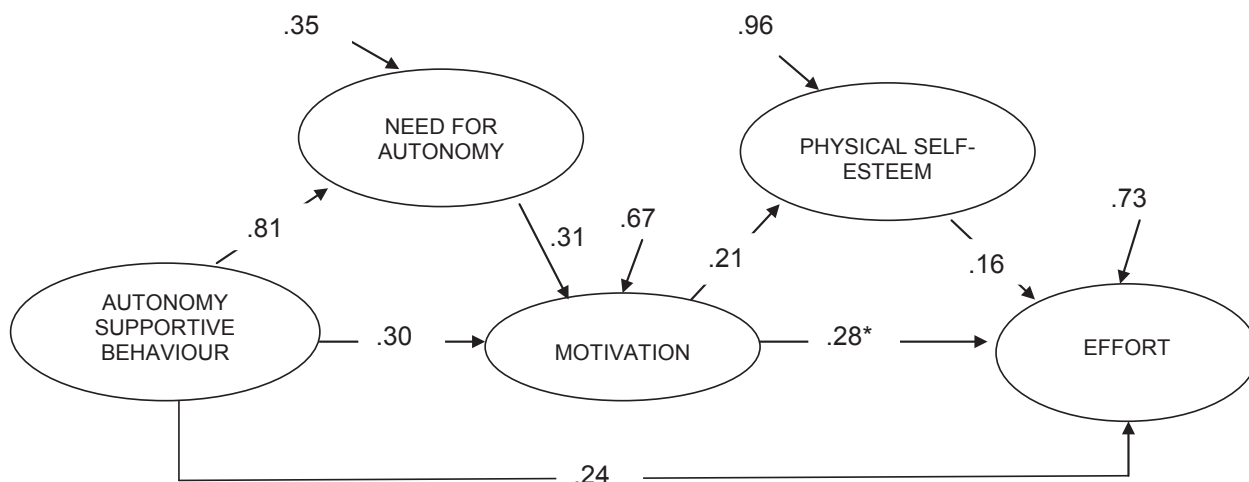 .35
.96
NEED FOR
AUTONOMY
PHYSICAL SELF-
ESTEEM
.81
.31
.67
.21
.16
.73
AUTONOMY
SUPPORTIVE
BEHAVIOUR
.30
MOTIVATION
.28*
EFFORT
.24